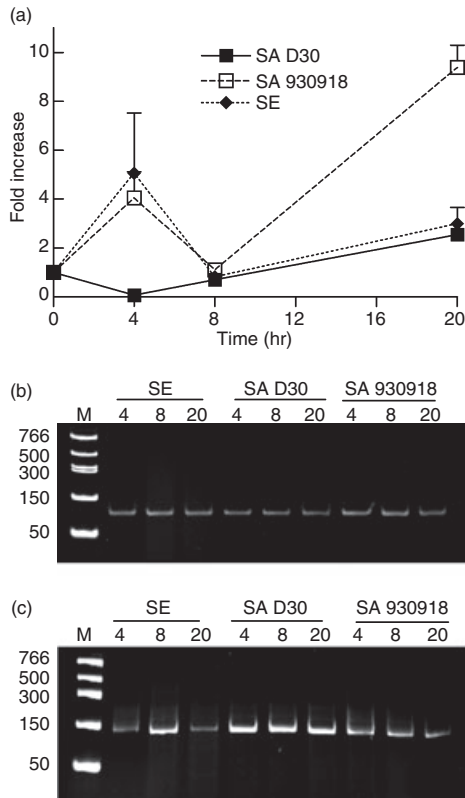 (a)
10
8
6
4
2
0
Fold increase
SA D30
SA 930918
SE
0 4 8 12 16 20
Time (hr)
(b)
SE SA D30 SA 930918
M 4 8 20 4 8 20 4 8 20
766
500
300
150
50
(c)
SE SA D30 SA 930918
M 4 8 20 4 8 20 4 8 20
766
500
300
150
50